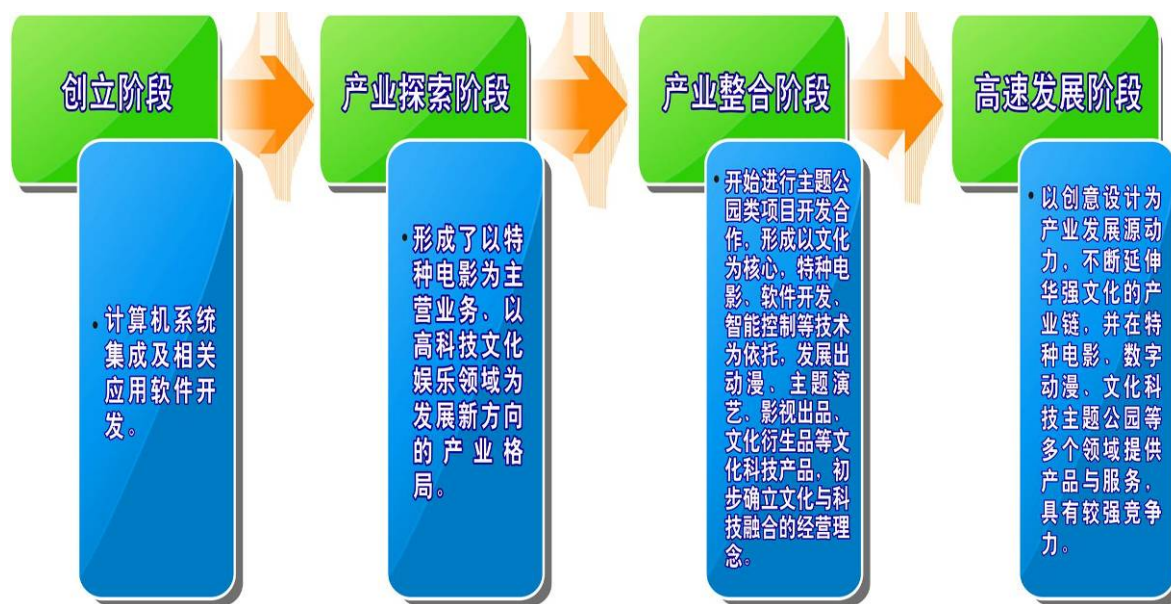 创立阶段
计算机系统
集成及相关
应用软件开
发。
产业探索阶段
形成了以特
种电影为主
营业务、以
高科技文化
娱乐领域为
发展新方向
的产业格
局。
产业整合阶段
开始进行主题公
园类项目开发合
作，形成以文化
为核心，特种电
影、软件开发、
智能控制等技术
为依托，发展出
动漫、主题演
艺、影视出品、
文化衍生品等文
化科技产品，初
步确立文化与科
技融合的经营理
念。
高速发展阶段
以创意设计为
产业发展源动
力，不断延伸
华强文化的产
业链，并在特
种电影、数字
动漫、文化科
技主题公园等
多个领域提供
产品与服务，
具有较强竞争
力。